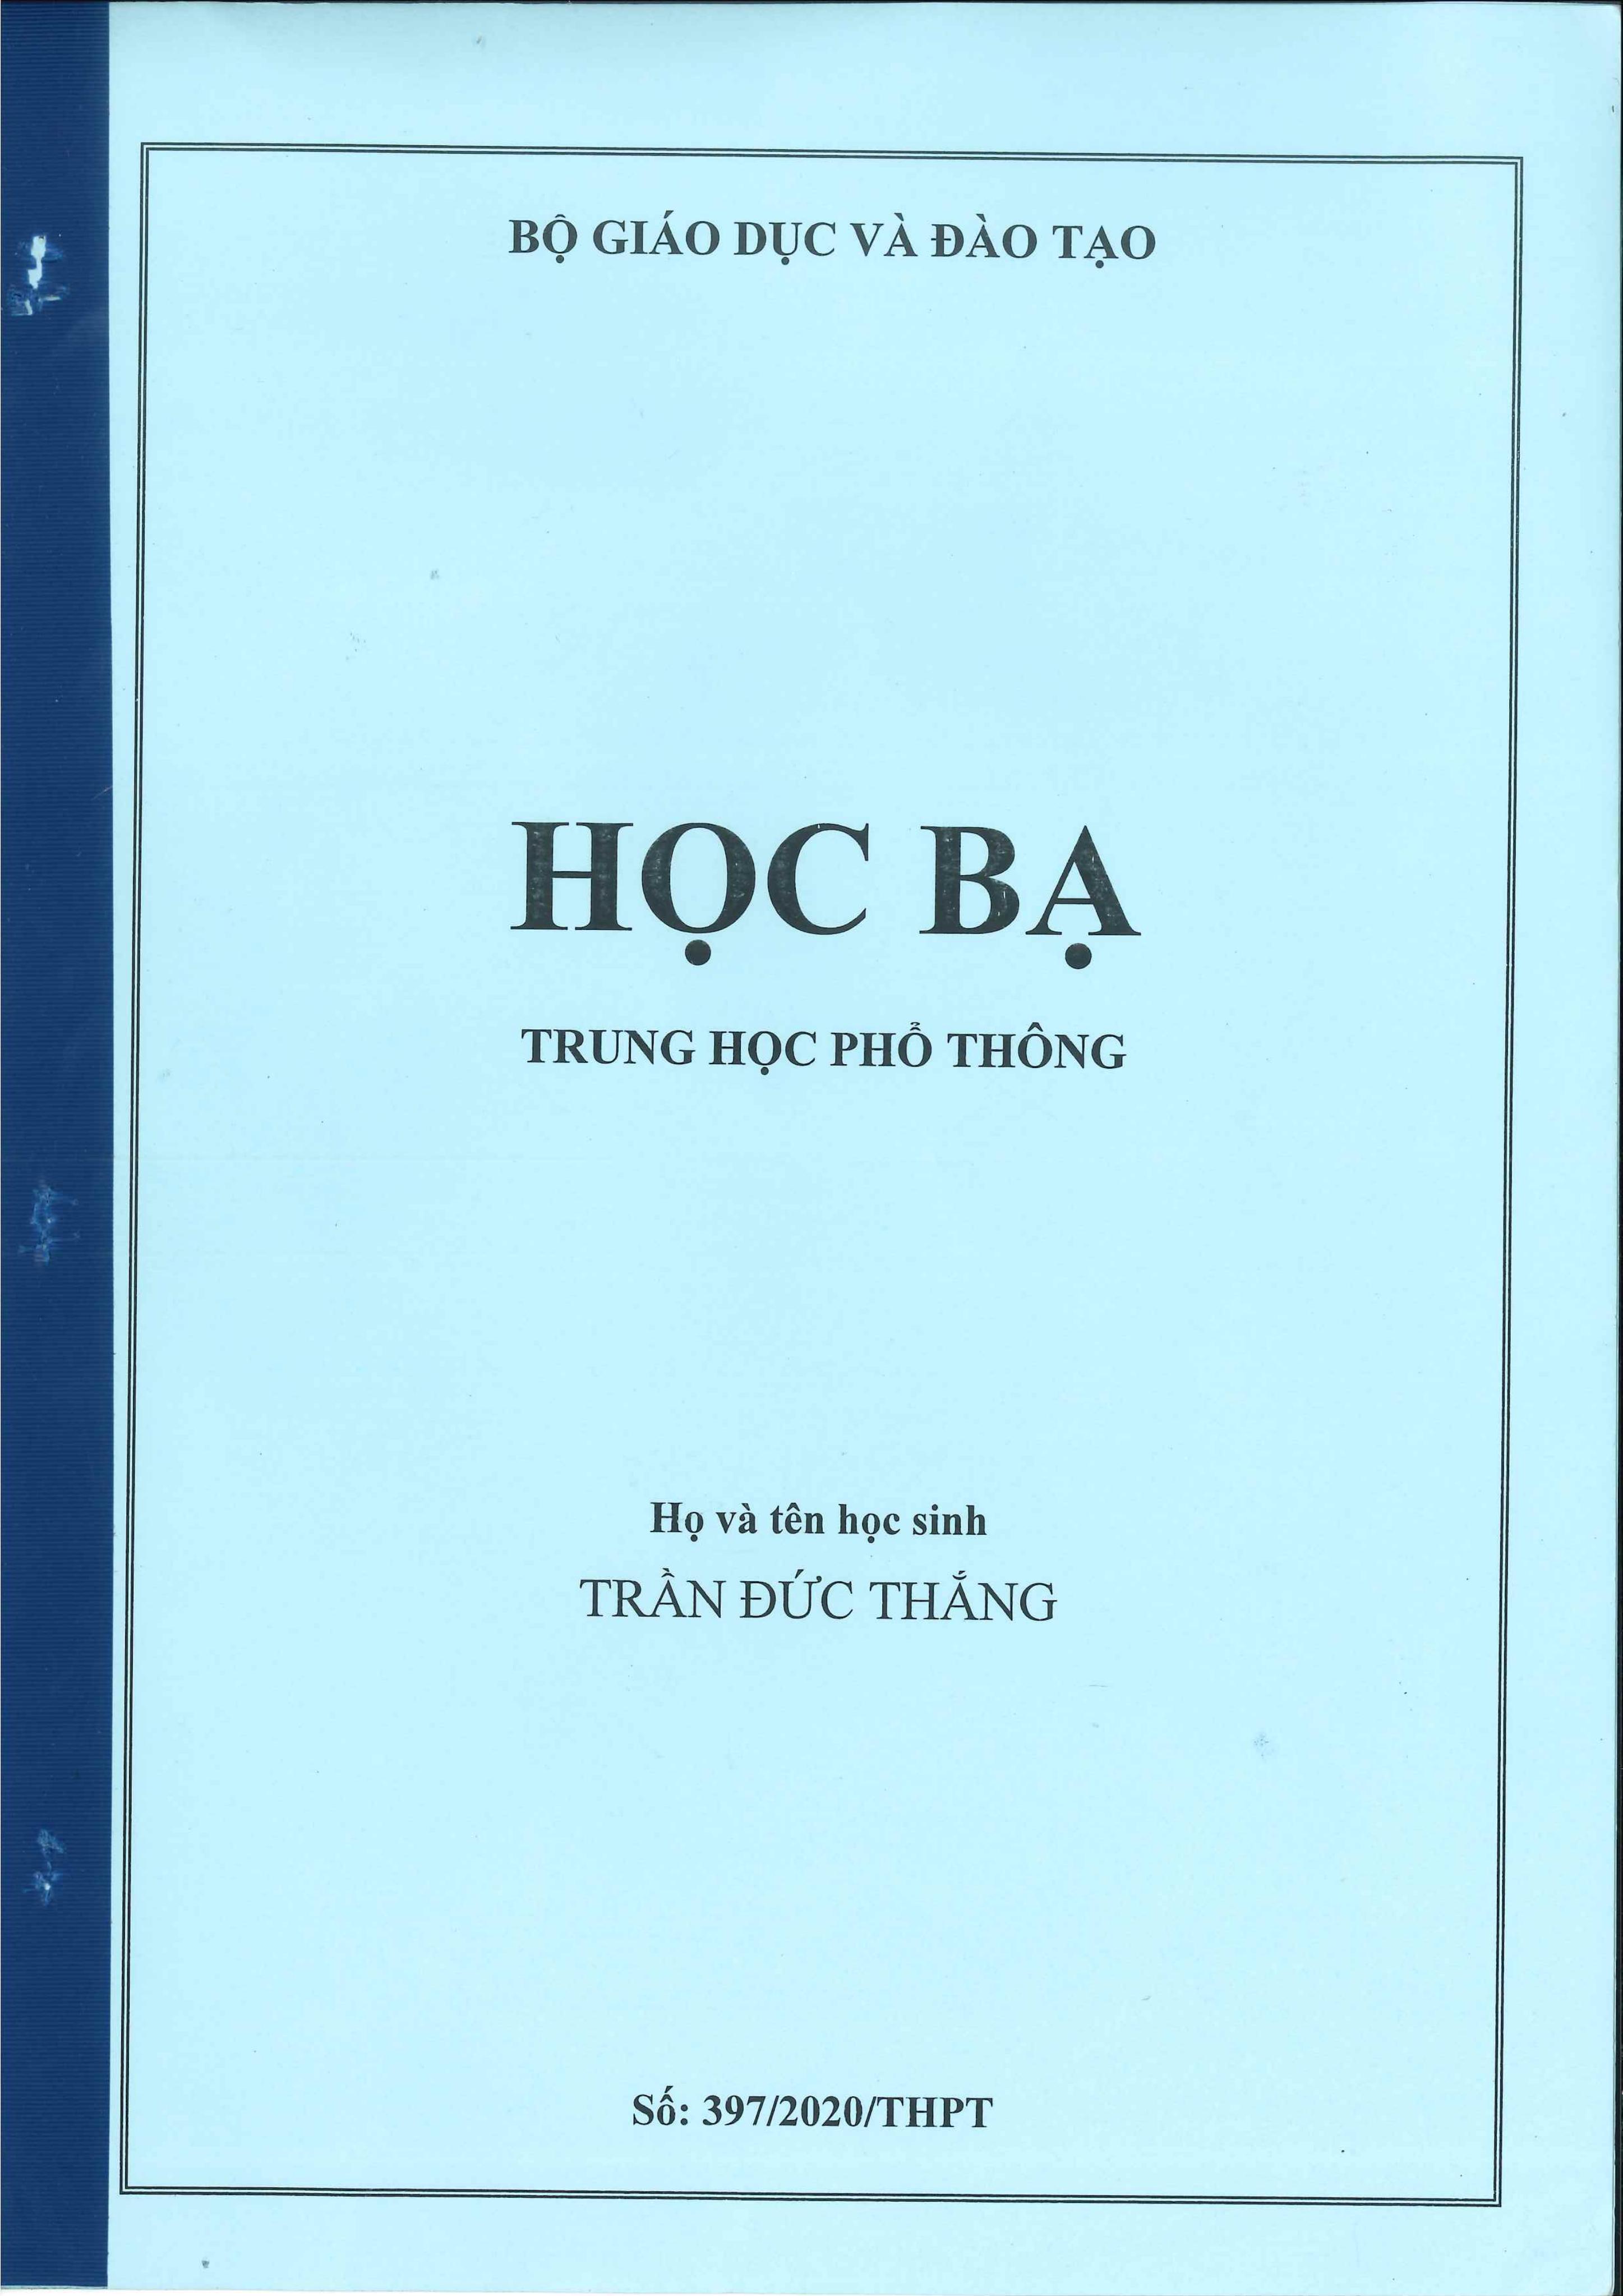 BỘ GIÁO DỤC VÀ ĐÀO TẠO
HỌC BẠ
TRUNG HỌC PHỔ THÔNG
Họ và tên học sinh
TRẦN ĐỨC THẮNG
Số: 397/2020/THPT